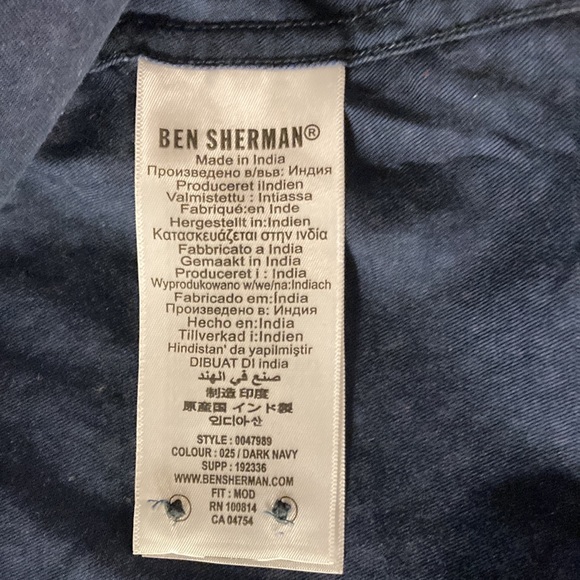 BEN SHERMAN®
Made in India
Произведено в/във: Индия
Produceret iIndien
Valmistettu : Intiassa
Fabriqué:en Inde
Hergestellt in:Indien
Κατασκευάζεται στην ινδία
Fabbricato a India
Gemaakt in India
Produceret i : India
Wyprodukowano w/we/na:Indiach
Fabricado em:Índia
Произведено в: Индия
Hecho en:India
Tillverkad i:Indien
Hindistan' da yapilmiştir
DIBUAT DI india
صنع في الهند
制造 印度
原産国 インド製
인디아산
STYLE : 0047989
COLOUR : 025 / DARK NAVY
SUPP : 192336
WWW.BENSHERMAN.COM
FIT : MOD
RN 100814
CA 04754